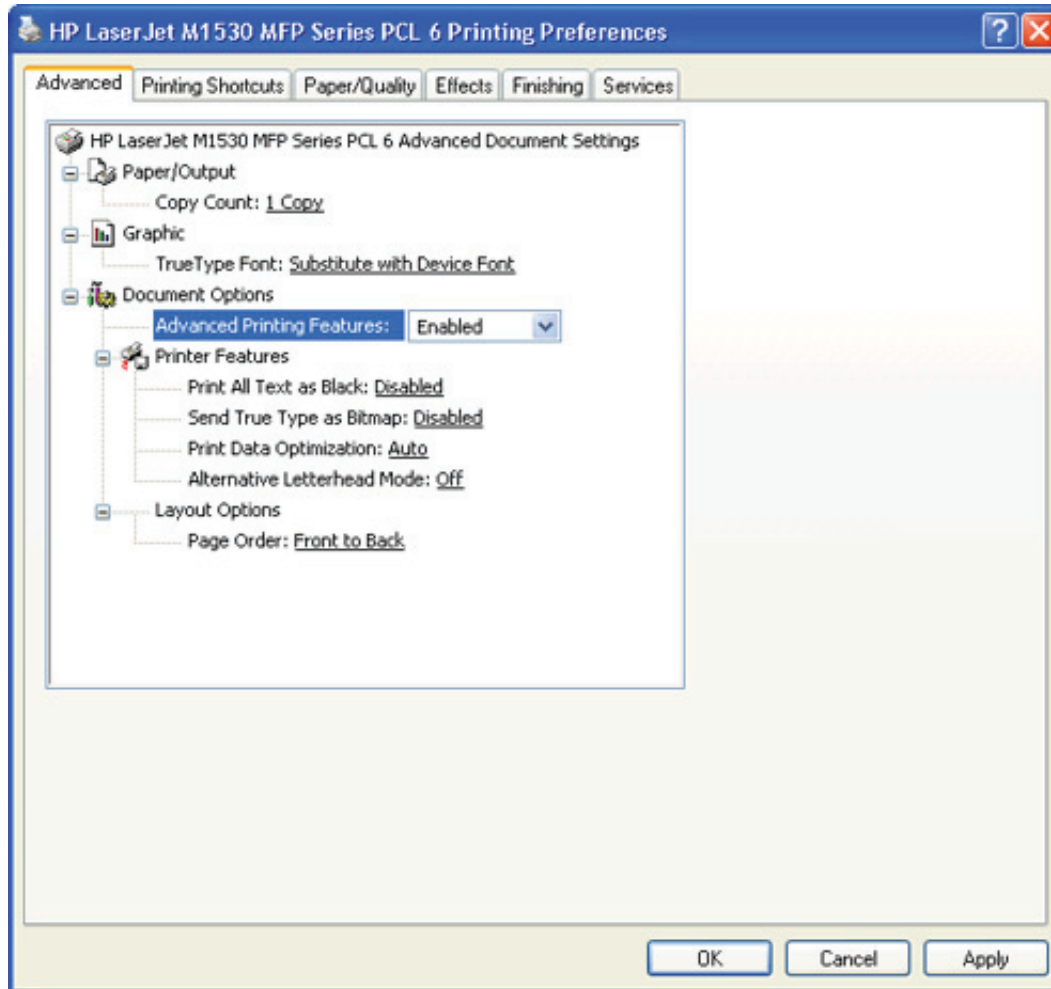 HP LaserJet M1530 MFP Series PCL 6 Printing Preferences
Advanced Printing Shortcuts Paper/Quality Effects Finishing Services
HP LaserJet M1530 MFP Series PCL 6 Advanced Document Settings
Paper/Output
Copy Count: 1 Copy
Graphic
TrueType Font: Substitute with Device Font
Document Options
Advanced Printing Features: Enabled
Printer Features
Print All Text as Black: Disabled
Send True Type as Bitmap: Disabled
Print Data Optimization: Auto
Alternative Letterhead Mode: Off
Layout Options
Page Order: Front to Back
OK Cancel Apply